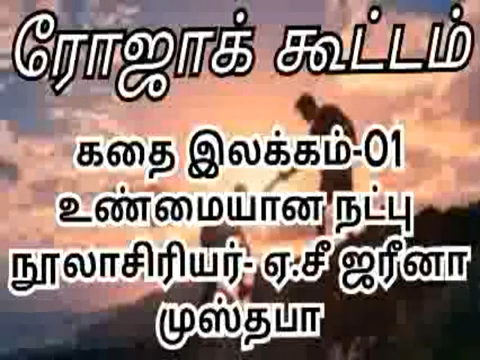 ரோஜாக் கூட்டம்
கதை இலக்கம்-01
உண்மையான நட்பு
நூலாசிரியர்- ஏ.சீ ஜரீனா
முஸ்தபா